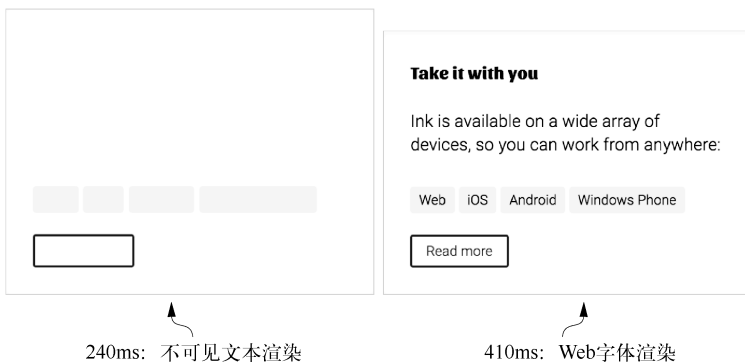 Take it with you
Ink is available on a wide array of
devices, so you can work from anywhere:
Web iOS Android Windows Phone
Read more
240ms: 不可见文本渲染
410ms: Web字体渲染